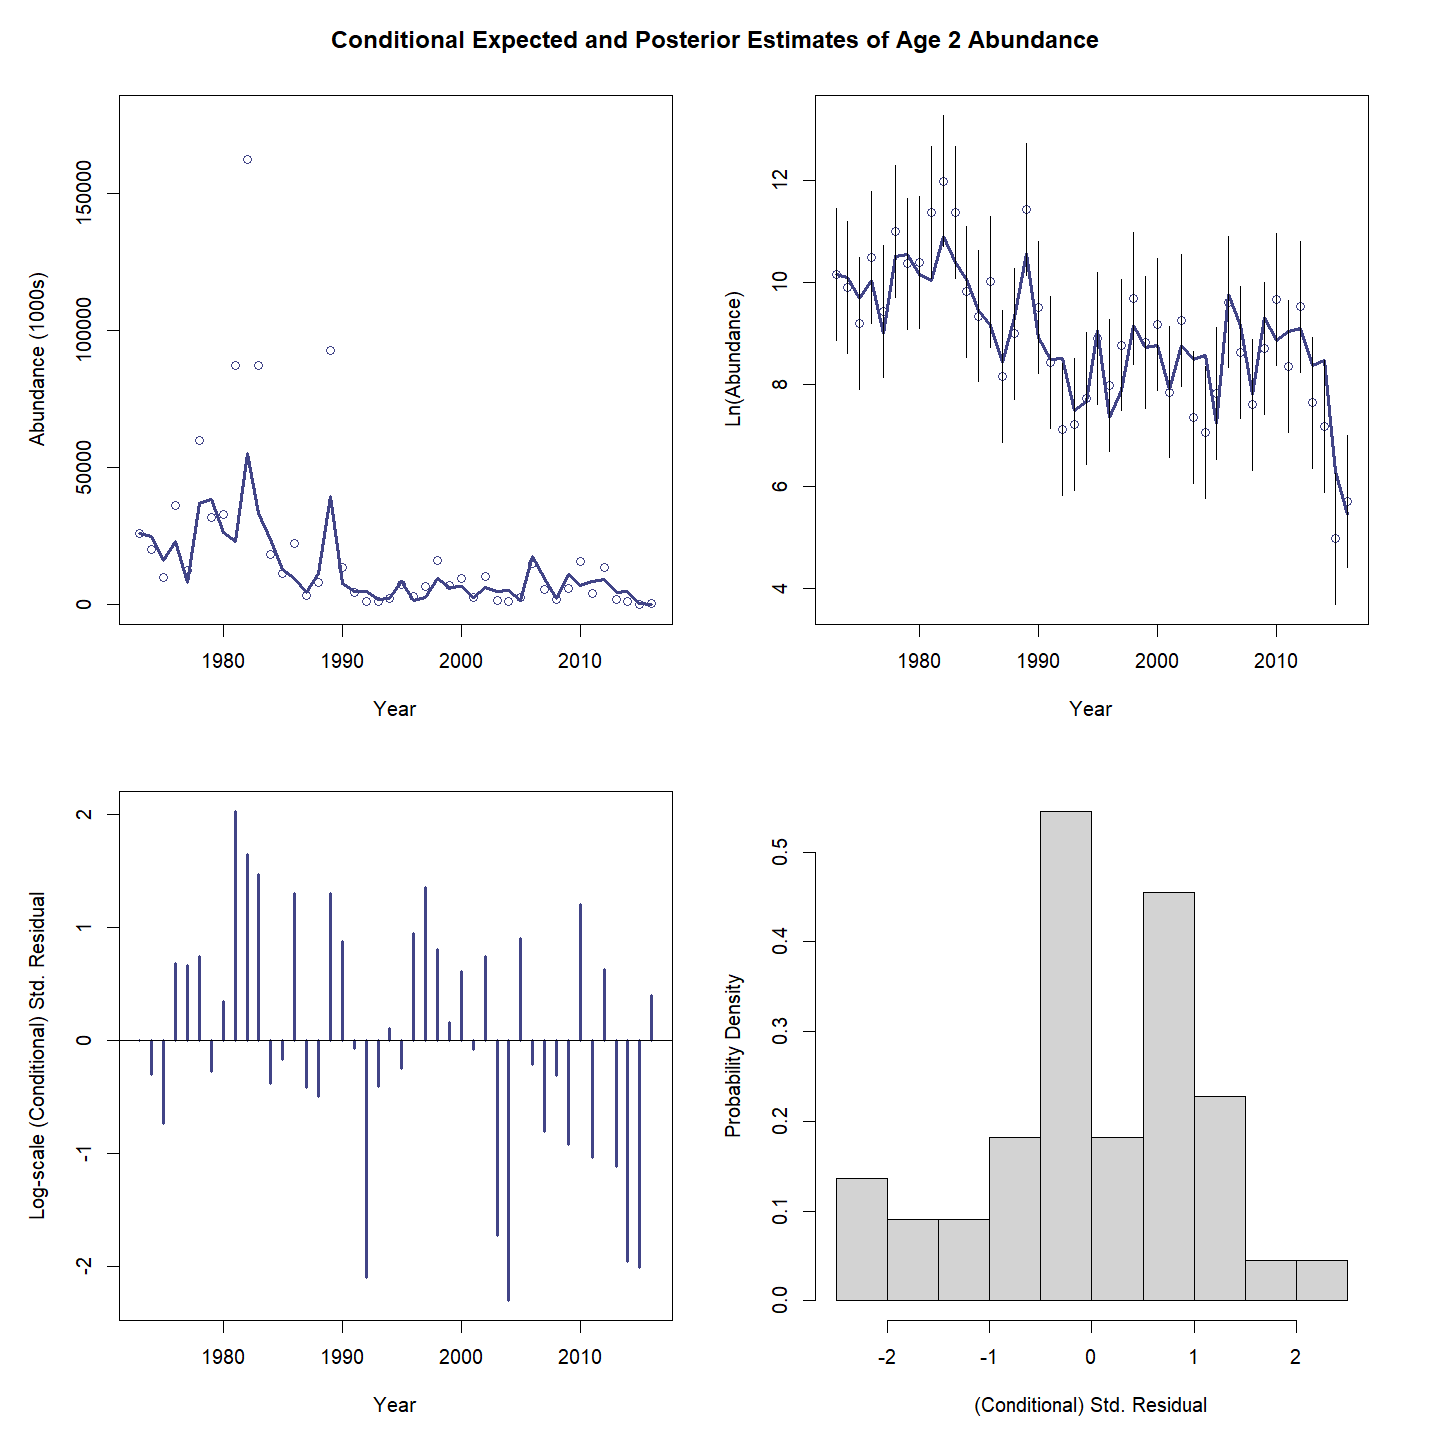 Conditional Expected and Posterior Estimates of Age 2 Abundance
Abundance (1000s)
150000
100000
50000
0
1980 1990 2000 2010
Year
Ln(Abundance)
12
10
8
6
4
1980 1990 2000 2010
Year
Log-scale (Conditional) Std. Residual
2
1
0
-1
-2
1980 1990 2000 2010
Year
Probability Density
0.5
0.4
0.3
0.2
0.1
0.0
-2 -1 0 1 2
(Conditional) Std. Residual